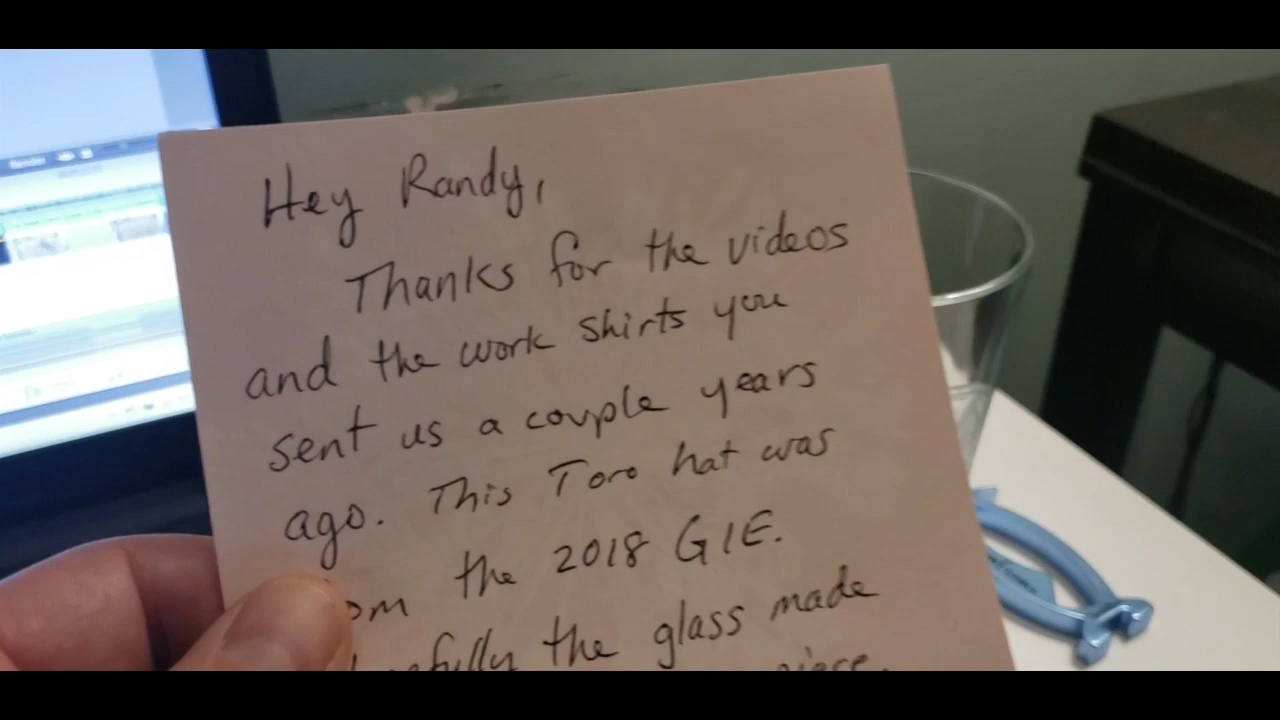 Hey Randy,
Thanks for the videos
and the work shirts you
sent us a couple years
ago. This Toro hat was
the 2018 GIE.
the glass made